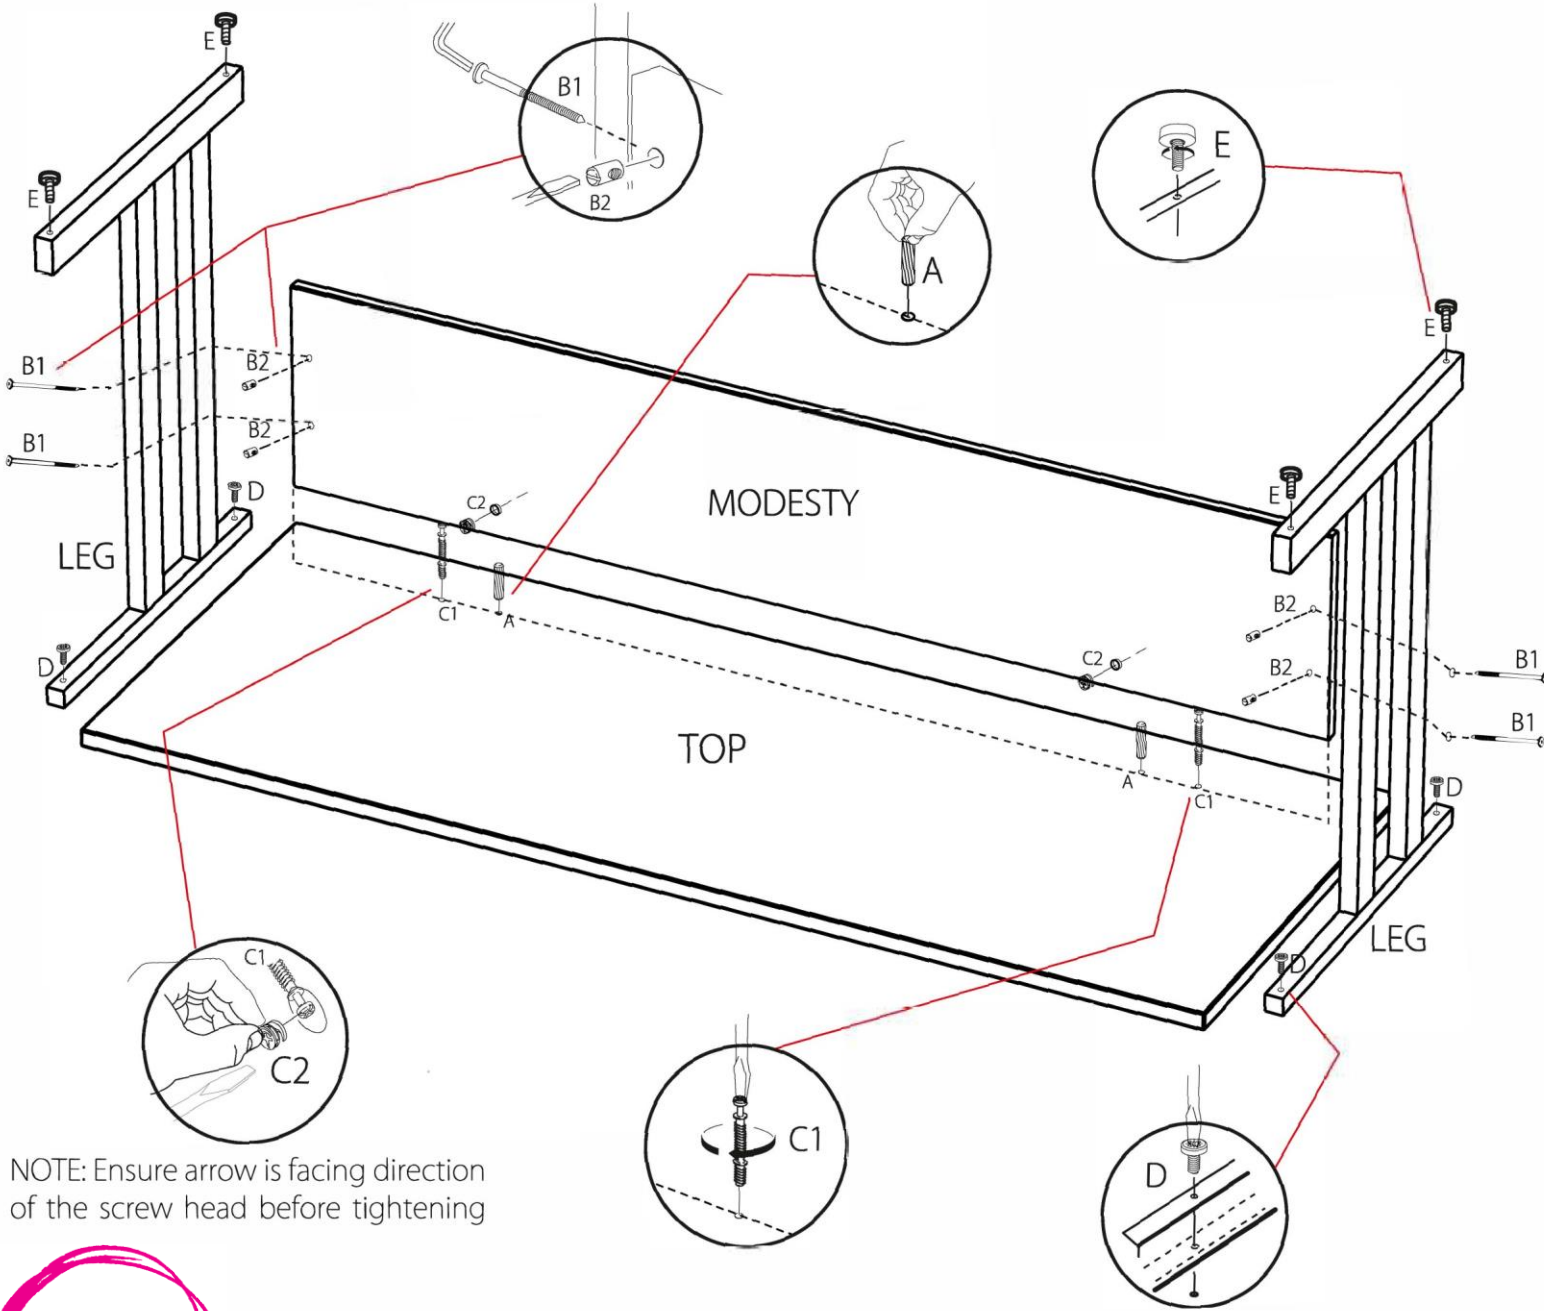 E
B1
E
E
B2
A
E
E
B1
B2
B1
B2
E
D
C2
MODESTY
LEG
C1
A
B2
D
C2
B2
B1
B1
TOP
A
C1
D
LEG
C1
D
C2
C1
D
NOTE: Ensure arrow is facing direction
of the screw head before tightening